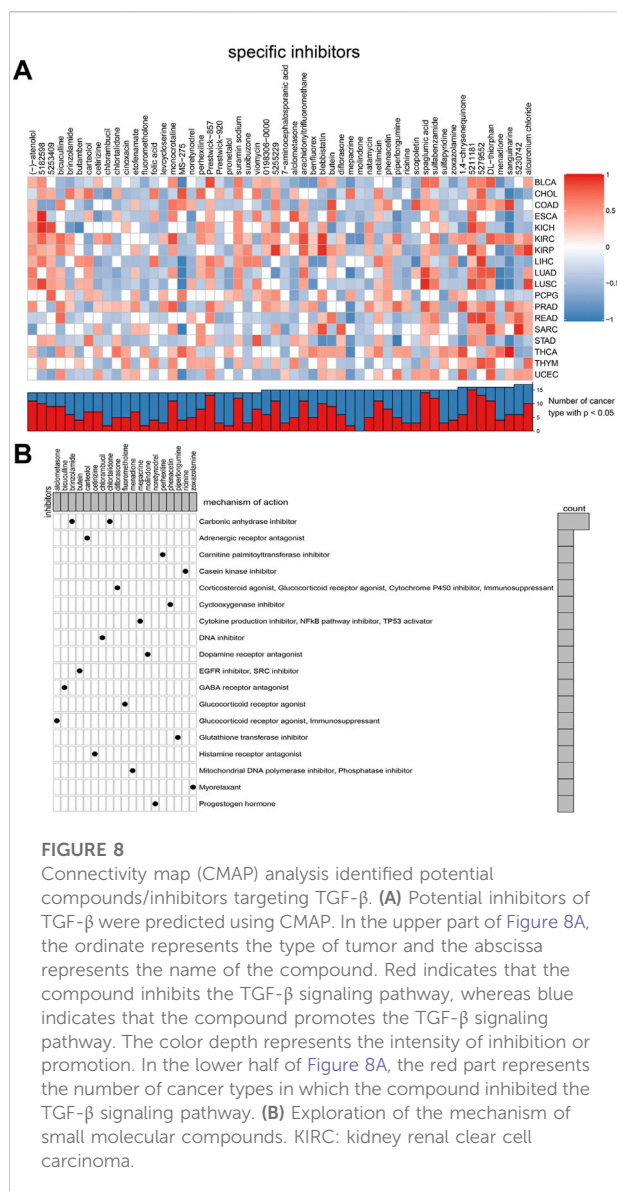 specific inhibitors
A
(-)-atenolol
5182598
5253409
bicuculline
brinzolamide
butamben
carteolol
cetirizine
chlorambucil
chlortalidone
cinoxacin
etofenamate
fluorometholone
folic acid
levcycloserine
monocrotaline
MS-275
noretynodrel
perhexiline
Prestwick-857
Prestwick-920
pronetalol
suramin sodium
suxibuzone
viomycin
0198306-0000
5255229
7-aminocephalosporanic acid
alclometasone
arachidonyltrifluoromethane
benfluorex
blebbistatin
butein
diflorasone
mepacrine
molindone
natamycin
netilmicin
phenacetin
piperlongumine
ricinine
scopoletin
spaglumic acid
sulfabenzamide
sulfapyridine
zoxazolamine
1,4-chrysenequinone
5211181
5279552
DL-thiorphan
menadione
sanguinarine
5230742
alcuronium chloride
BLCA
CHOL
COAD
ESCA
KICH
KIRC
KIRP
LIHC
LUAD
LUSC
PCPG
PRAD
READ
SARC
STAD
THCA
THYM
UCEC
1
0.5
0
−0.5
−1
15
10
5
0
Number of cancer
type with p < 0.05
B
inhibitors
alclometasone
bicuculline
brinzolamide
butein
carteolol
cetirizine
chlorambucil
chlortalidone
diflorasone
fluorometholone
menadione
mepacrine
molindone
noretynodrel
perhexiline
phenacetin
piperlongumine
ricinine
zoxazolamine
mechanism of action
count
Carbonic anhydrase inhibitor
Adrenergic receptor antagonist
Carnitine palmitoyltransferase inhibitor
Casein kinase inhibitor
Corticosteroid agonist, Glucocorticoid receptor agonist, Cytochrome P450 inhibitor, Immunosuppressant
Cyclooxygenase inhibitor
Cytokine production inhibitor, NFkB pathway inhibitor, TP53 activator
DNA inhibitor
Dopamine receptor antagonist
EGFR inhibitor, SRC inhibitor
GABA receptor antagonist
Glucocorticoid receptor agonist
Glucocorticoid receptor agonist, Immunosuppressant
Glutathione transferase inhibitor
Histamine receptor antagonist
Mitochondrial DNA polymerase inhibitor, Phosphatase inhibitor
Myorelaxant
Progestogen hormone
FIGURE 8
Connectivity map (CMAP) analysis identified potential
compounds/inhibitors targeting TGF-β. (A) Potential inhibitors of
TGF-β were predicted using CMAP. In the upper part of Figure 8A,
the ordinate represents the type of tumor and the abscissa
represents the name of the compound. Red indicates that the
compound inhibits the TGF-β signaling pathway, whereas blue
indicates that the compound promotes the TGF-β signaling
pathway. The color depth represents the intensity of inhibition or
promotion. In the lower half of Figure 8A, the red part represents
the number of cancer types in which the compound inhibited the
TGF-β signaling pathway. (B) Exploration of the mechanism of
small molecular compounds. KIRC: kidney renal clear cell
carcinoma.